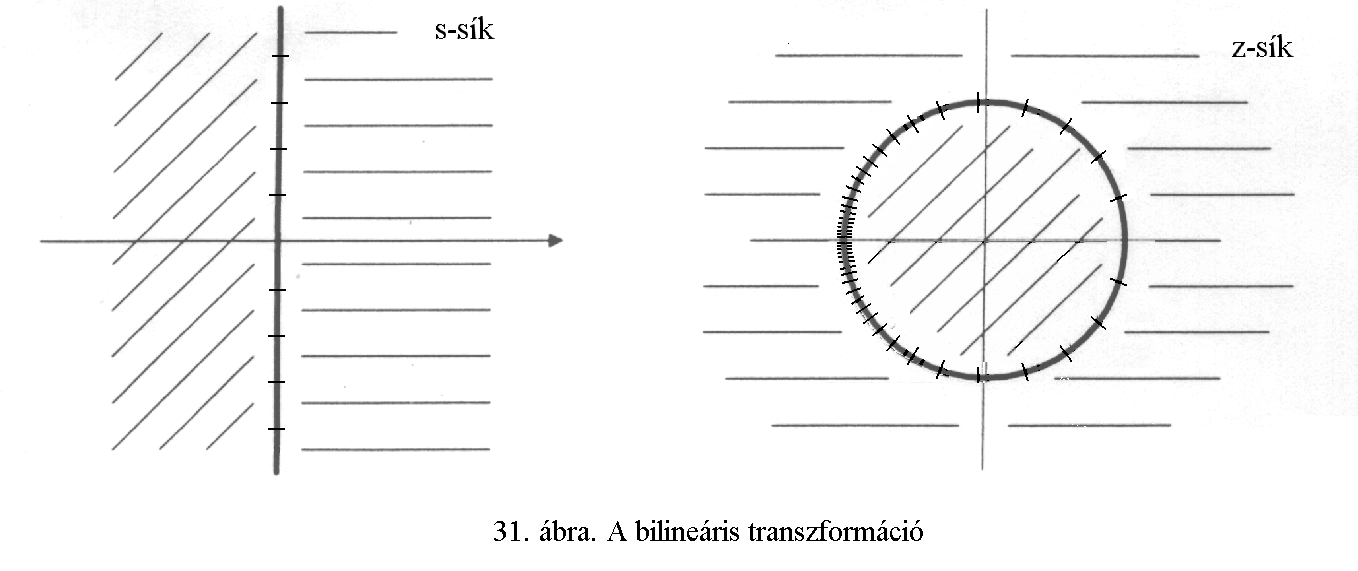 s-sík
z-sík
31. ábra. A bilineáris transzformáció